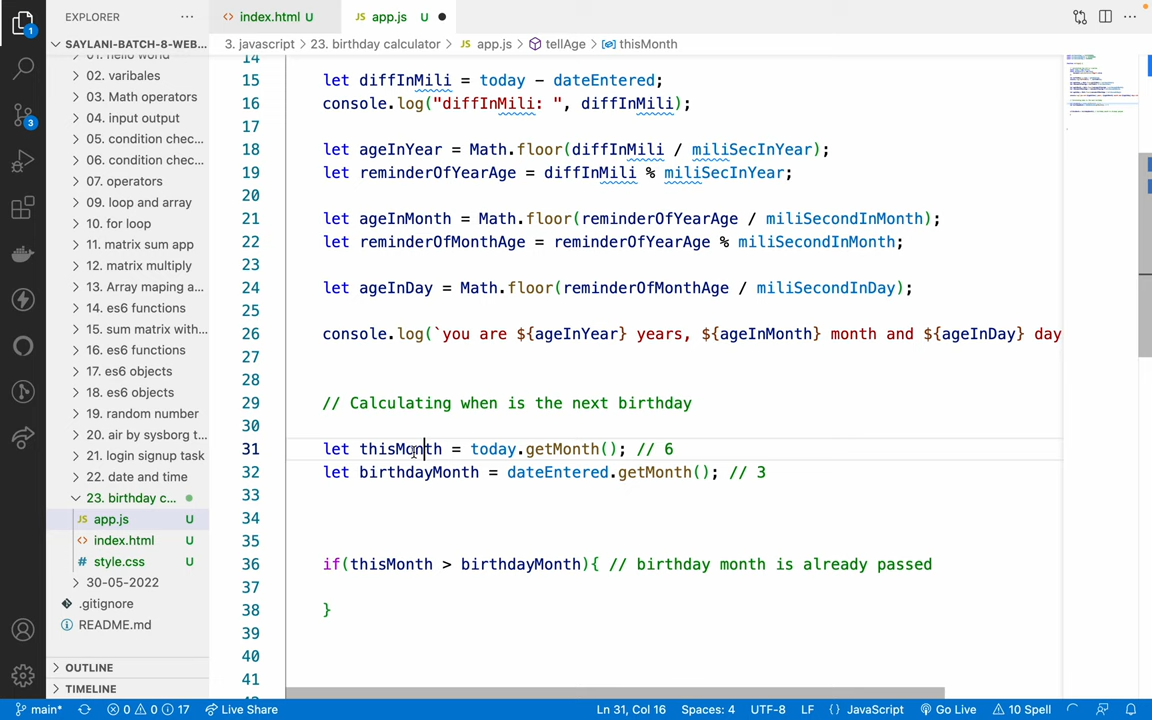 EXPLORER
index.html U
JS app.js U
SAYLANI-BATCH-8-WEB...
3. javascript > 23. birthday calculator > JS app.js > tellAge > thisMonth
01. hello world
02. varibales
03. Math operators
04. input output
05. condition chec...
06. condition chec...
07. operators
09. loop and array
10. for loop
11. matrix sum app
12. matrix multiply
13. Array maping a...
14. es6 functions
15. sum matrix with...
16. es6 functions
17. es6 objects
18. es6 objects
19. random number
20. air by sysborg t...
21. login signup task
22. date and time
23. birthday c...
JS app.js U
index.html U
# style.css U
30-05-2022
.gitignore
README.md
OUTLINE
TIMELINE
1
3
14
15 let diffInMili = today - dateEntered;
16 console.log("diffInMili: ", diffInMili);
17
18 let ageInYear = Math.floor(diffInMili / miliSecInYear);
19 let reminderOfYearAge = diffInMili % miliSecInYear;
20
21 let ageInMonth = Math.floor(reminderOfYearAge / miliSecondInMonth);
22 let reminderOfMonthAge = reminderOfYearAge % miliSecondInMonth;
23
24 let ageInDay = Math.floor(reminderOfMonthAge / miliSecondInDay);
25
26 console.log(`you are ${ageInYear} years, ${ageInMonth} month and ${ageInDay} day
27
28
29 // Calculating when is the next birthday
30
31 let thisMonth = today.getMonth(); // 6
32 let birthdayMonth = dateEntered.getMonth(); // 3
33
34
35
36 if(thisMonth > birthdayMonth){ // birthday month is already passed
37
38 }
39
40
41
main* 0 0 17 Live Share Ln 31, Col 16 Spaces: 4 UTF-8 LF {} JavaScript Go Live 10 Spell